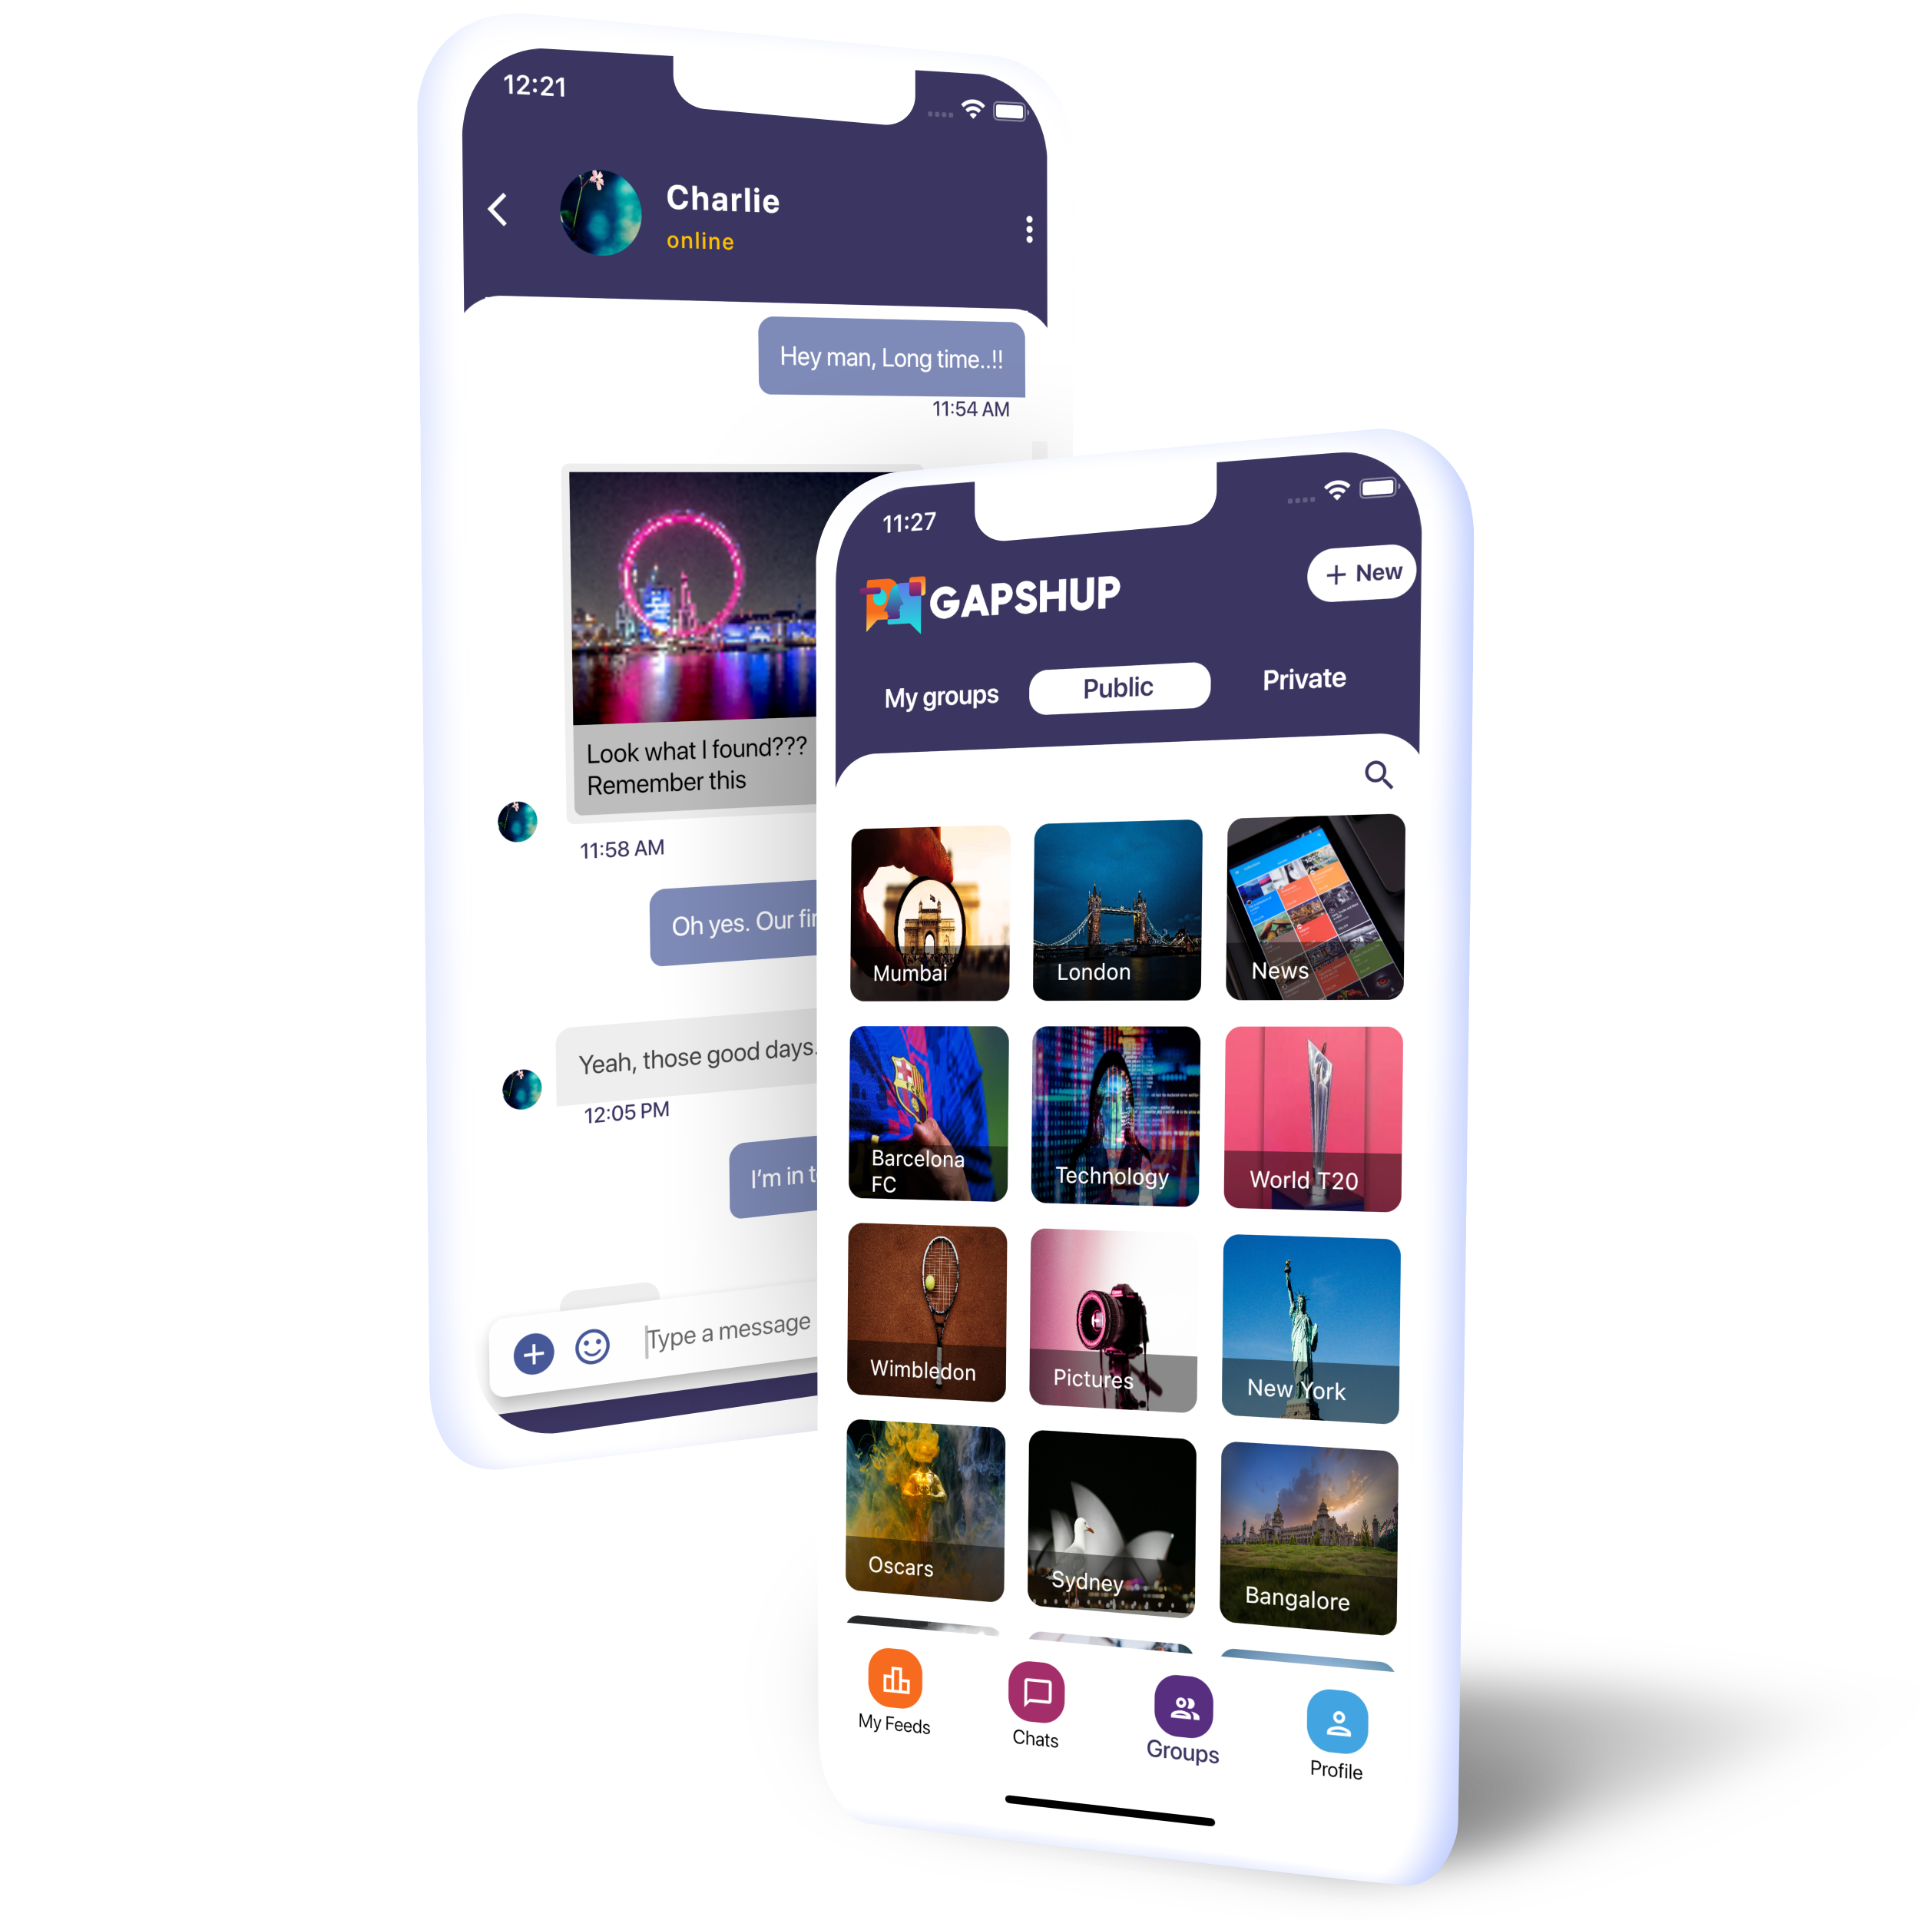 12:21
Charlie
online
Hey man, Long time..!!
11:54 AM
Look what I found???
Remember this
11:58 AM
Oh yes. Our fir
Yeah, those good days.
12:05 PM
I'm in t
Type a message
11:27
GAPSHUP
+ New
My groups
Public
Private
Mumbai
London
News
Barcelona
FC
Technology
World T20
Wimbledon
Pictures
New York
Oscars
Sydney
Bangalore
My Feeds
Chats
Groups
Profile